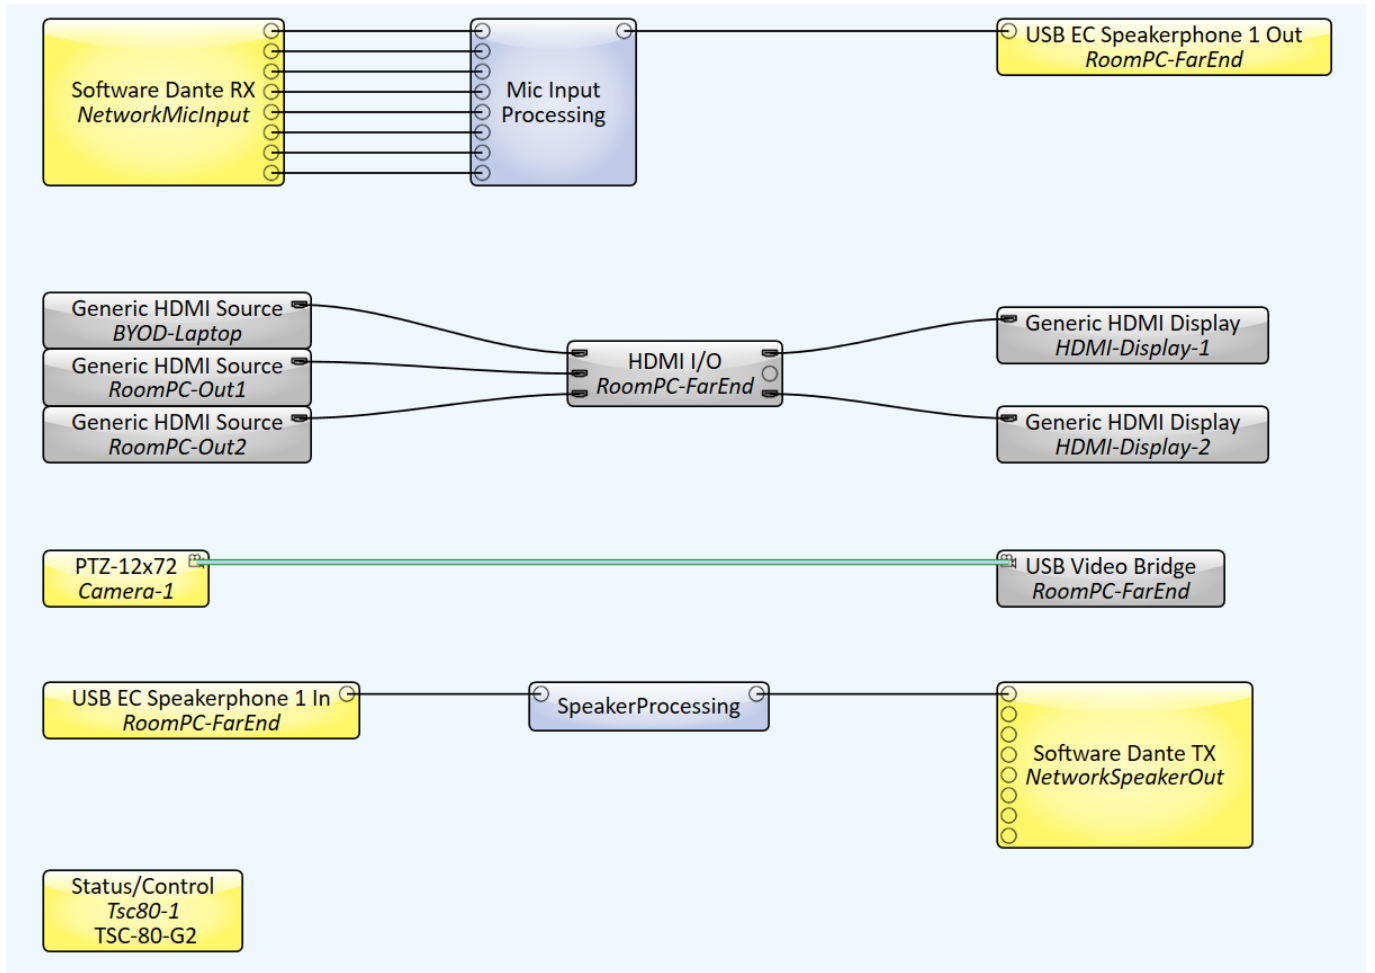 Software Dante RX
NetworkMicInput
Mic Input
Processing
USB EC Speakerphone 1 Out
RoomPC-FarEnd
Generic HDMI Source
BYOD-Laptop
Generic HDMI Source
RoomPC-Out1
Generic HDMI Source
RoomPC-Out2
HDMI I/O
RoomPC-FarEnd
Generic HDMI Display
HDMI-Display-1
Generic HDMI Display
HDMI-Display-2
PTZ-12x72
Camera-1
USB Video Bridge
RoomPC-FarEnd
USB EC Speakerphone 1 In
RoomPC-FarEnd
SpeakerProcessing
Software Dante TX
NetworkSpeakerOut
Status/Control
Tsc80-1
TSC-80-G2